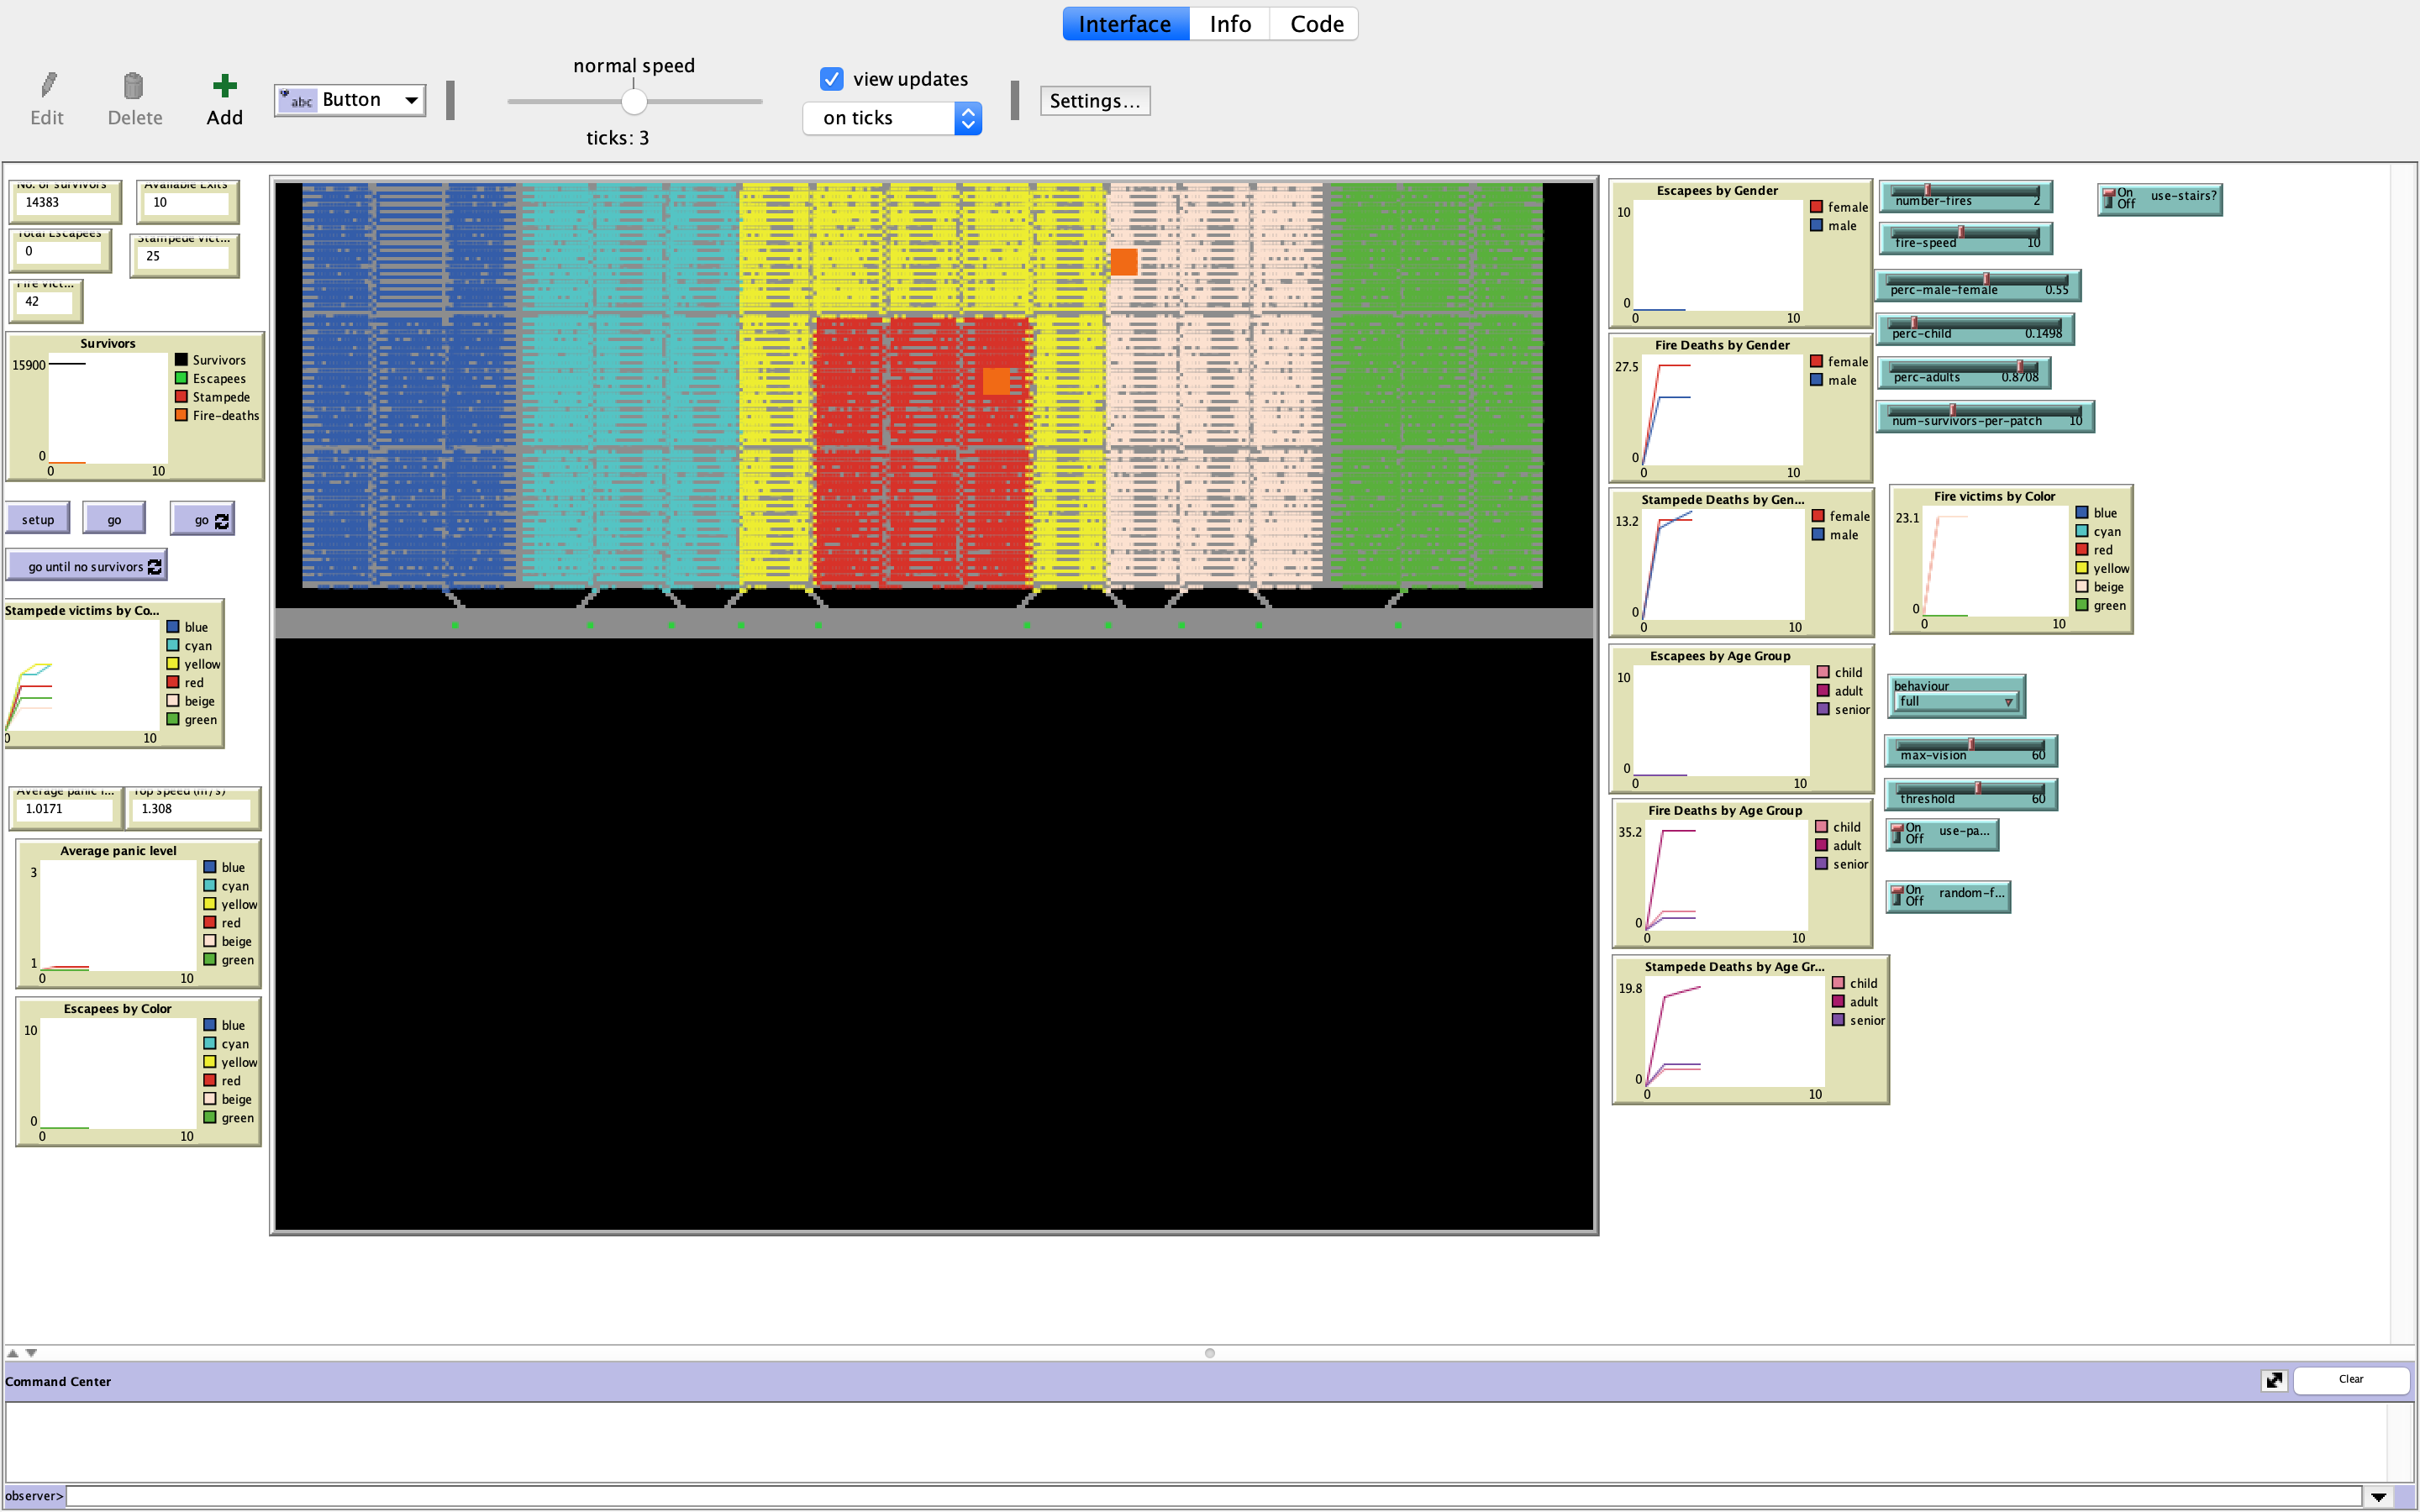 Interface Info Code
Edit Delete Add abc Button
normal speed
ticks: 3
view updates
on ticks
Settings...
No. of survivors
14383
Available Exits
10
Total Escapees
0
Stampede vict...
25
Fire vict...
42
Survivors
15900
0
0 10
Survivors
Escapees
Stampede
Fire-deaths
setup go go
go until no survivors
Stampede victims by Co...
0 10
blue
cyan
yellow
red
beige
green
Average panic l...
1.0171
Top speed (m/s)
1.308
Average panic level
3
1
0 10
blue
cyan
yellow
red
beige
green
Escapees by Color
10
0
0 10
blue
cyan
yellow
red
beige
green
Escapees by Gender
10
0
0 10
female
male
Fire Deaths by Gender
27.5
0
0 10
female
male
Stampede Deaths by Gen...
13.2
0
0 10
female
male
Escapees by Age Group
10
0
0 10
child
adult
senior
Fire Deaths by Age Group
35.2
0
0 10
child
adult
senior
Stampede Deaths by Age Gr...
19.8
0
0 10
child
adult
senior
number-fires 2
fire-speed 10
perc-male-female 0.55
perc-child 0.1498
perc-adults 0.8708
num-survivors-per-patch 10
On
Off
use-stairs?
Fire victims by Color
23.1
0
0 10
blue
cyan
red
yellow
beige
green
behaviour
full
max-vision 60
threshold 60
On
Off
use-pa...
On
Off
random-f...
Command Center
Clear
observer>